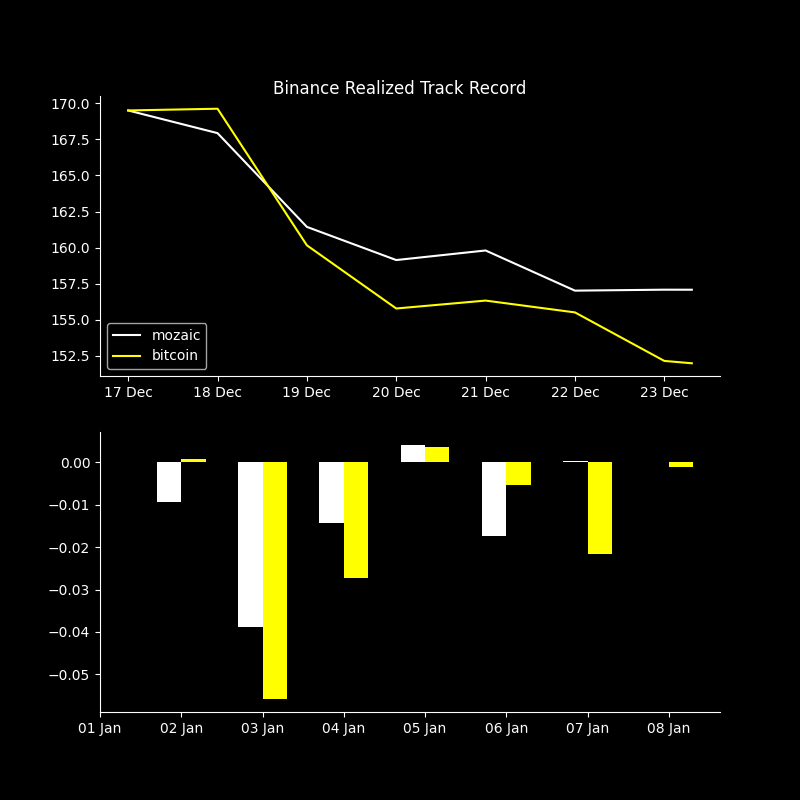 Binance Realized Track Record
170.0
167.5
165.0
162.5
160.0
157.5
155.0
152.5
mozaic
bitcoin
17 Dec 18 Dec 19 Dec 20 Dec 21 Dec 22 Dec 23 Dec
0.00
−0.01
−0.02
−0.03
−0.04
−0.05
01 Jan 02 Jan 03 Jan 04 Jan 05 Jan 06 Jan 07 Jan 08 Jan